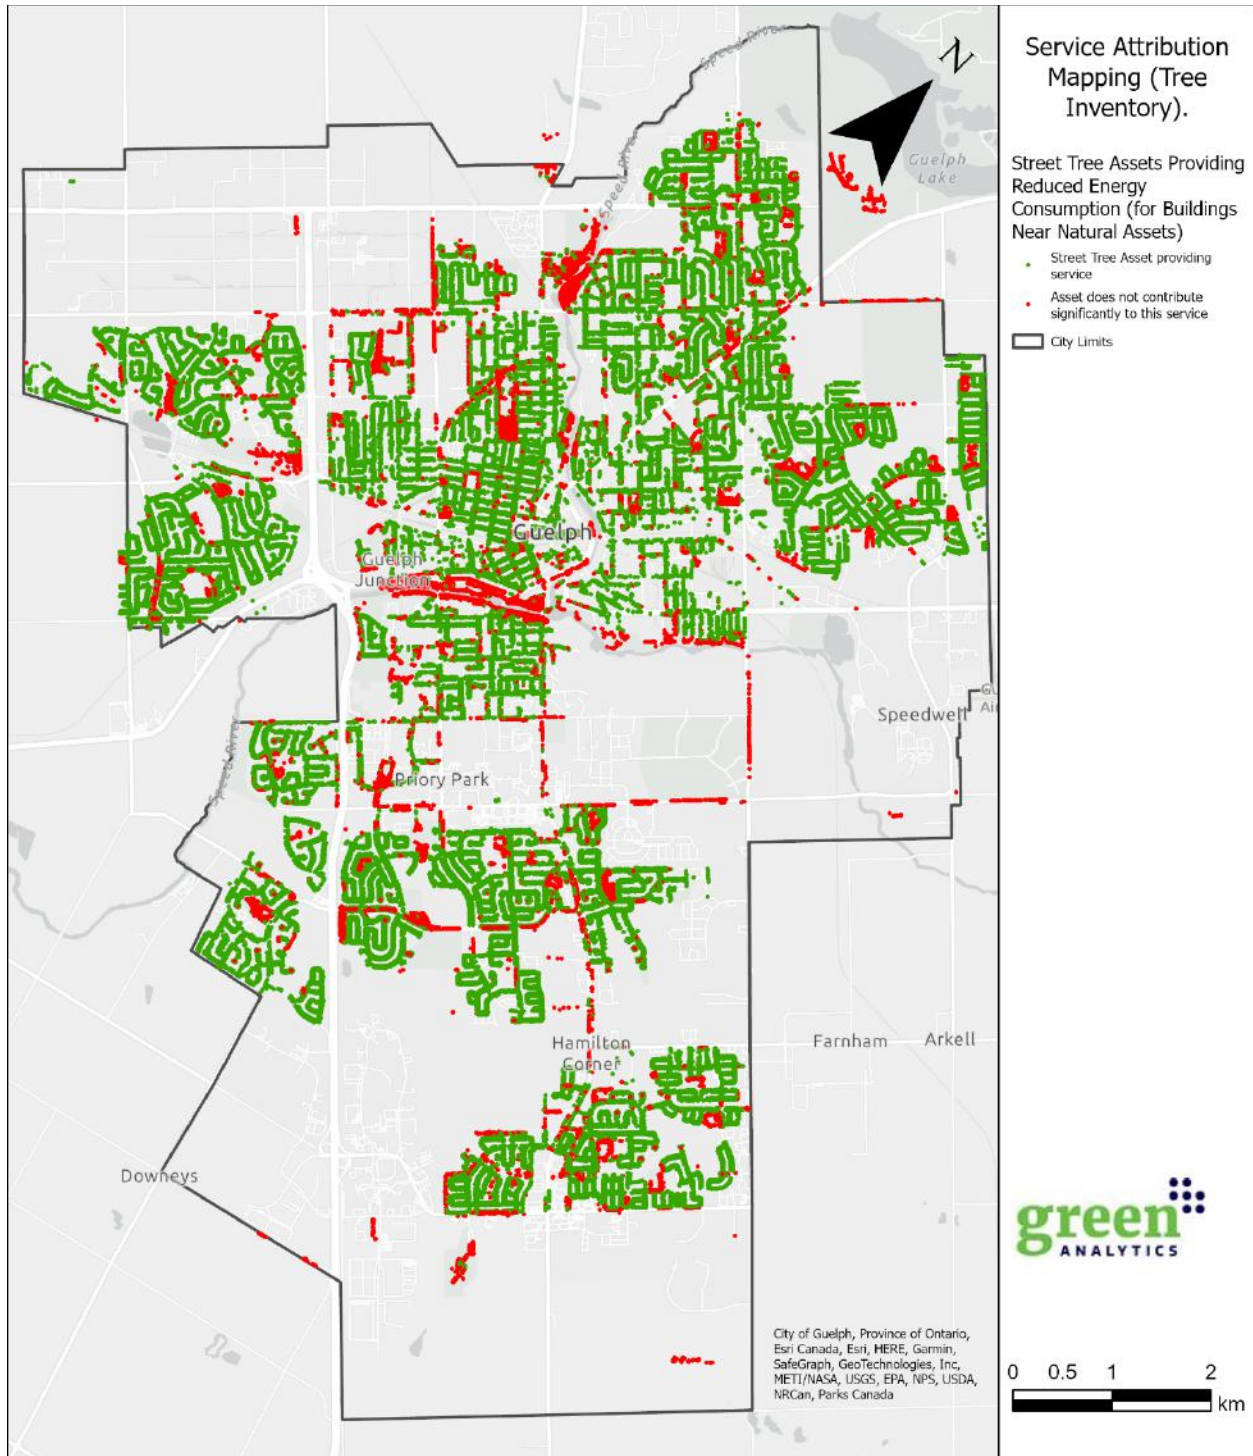 Service Attribution
Mapping (Tree
Inventory).
Street Tree Assets Providing
Reduced Energy
Consumption (for Buildings
Near Natural Assets)
Street Tree Asset providing
service
Asset does not contribute
significantly to this service
City Limits
N
Speed River
Guelph
Lake
Speed River
Guelph
Guelph
Junction
Speedwell
Gu
Air
Speed River
Priory Park
Hamilton
Corner
Farnham
Arkell
Downeys
green
ANALYTICS
City of Guelph, Province of Ontario,
Esri Canada, Esri, HERE, Garmin,
SafeGraph, GeoTechnologies, Inc,
METI/NASA, USGS, EPA, NPS, USDA,
NRCan, Parks Canada
0 0.5 1 2
km